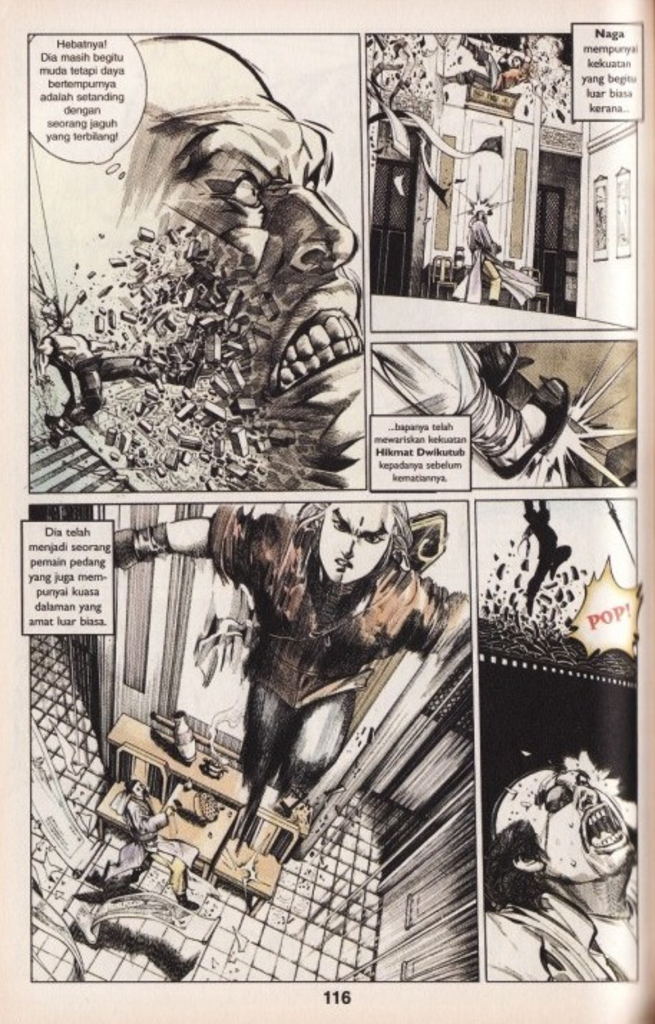 Hebatnya!
Dia masih begitu
muda tetapi daya
bertempurnya
adalah setanding
dengan
seorang jaguh
yang terbilang!
Naga
mempunyai
kekuatan
yang begitu
luar biasa
kerana...
...bapanya telah
mewariskan kekuatan
Hikmat Dwikutub
kepadanya sebelum
kematiannya.
Dia telah
menjadi seorang
pemain pedang
yang juga mem-
punyai kuasa
dalaman yang
amat luar biasa.
POP!
116